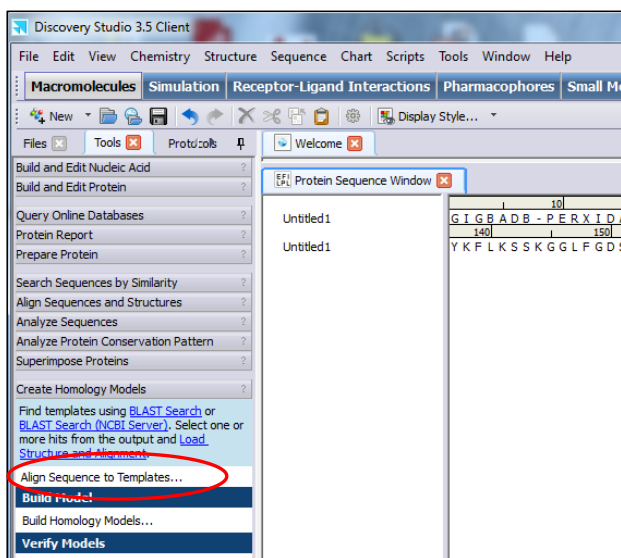 Discovery Studio 3.5 Client
File Edit View Chemistry Structure Sequence Chart Scripts Tools Window Help
Macromolecules Simulation Receptor-Ligand Interactions Pharmacophores Small
New Display Style...
Files Tools Protocols Welcome
Build and Edit Nucleic Acid ?
Build and Edit Protein ?
Protein Sequence Window
Query Online Databases ?
Protein Report ?
Prepare Protein ?
Search Sequences by Similarity ?
Align Sequences and Structures ?
Analyze Sequences ?
Analyze Protein Conservation Pattern ?
Superimpose Proteins ?
Create Homology Models ?
Find templates using BLAST Search or
BLAST Search (NCBI Server). Select one or
more hits from the output and Load
Structure and Alignment.
Align Sequence to Templates...
Build Model
Build Homology Models...
Verify Models
10
Untitled1 G I G B A D B - P E R X I D
140 150
Untitled1 Y K F L K S S K G G L F G D